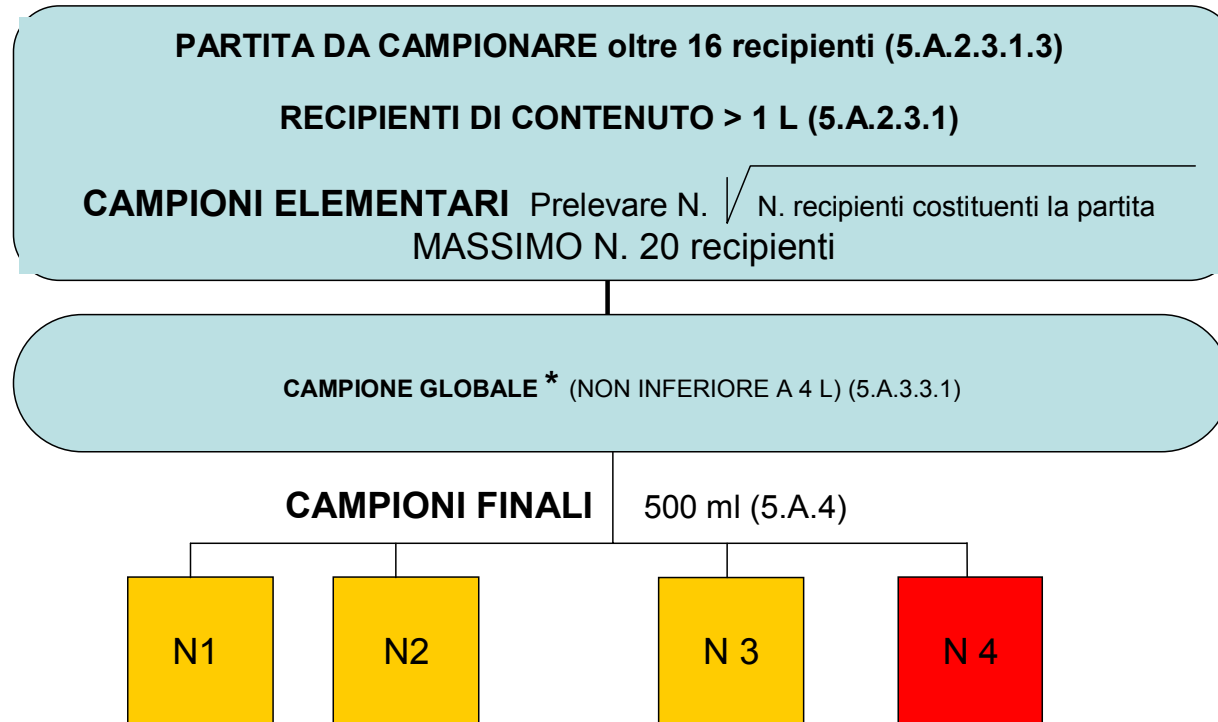 PARTITA DA CAMPIONARE oltre 16 recipienti (5.A.2.3.1.3)
RECIPIENTI DI CONTENUTO > 1 L (5.A.2.3.1)
CAMPIONI ELEMENTARI Prelevare N. √ N. recipienti costituenti la partita
MASSIMO N. 20 recipienti
CAMPIONE GLOBALE * (NON INFERIORE A 4 L) (5.A.3.3.1)
CAMPIONI FINALI 500 ml (5.A.4)
N1 N2 N 3 N 4